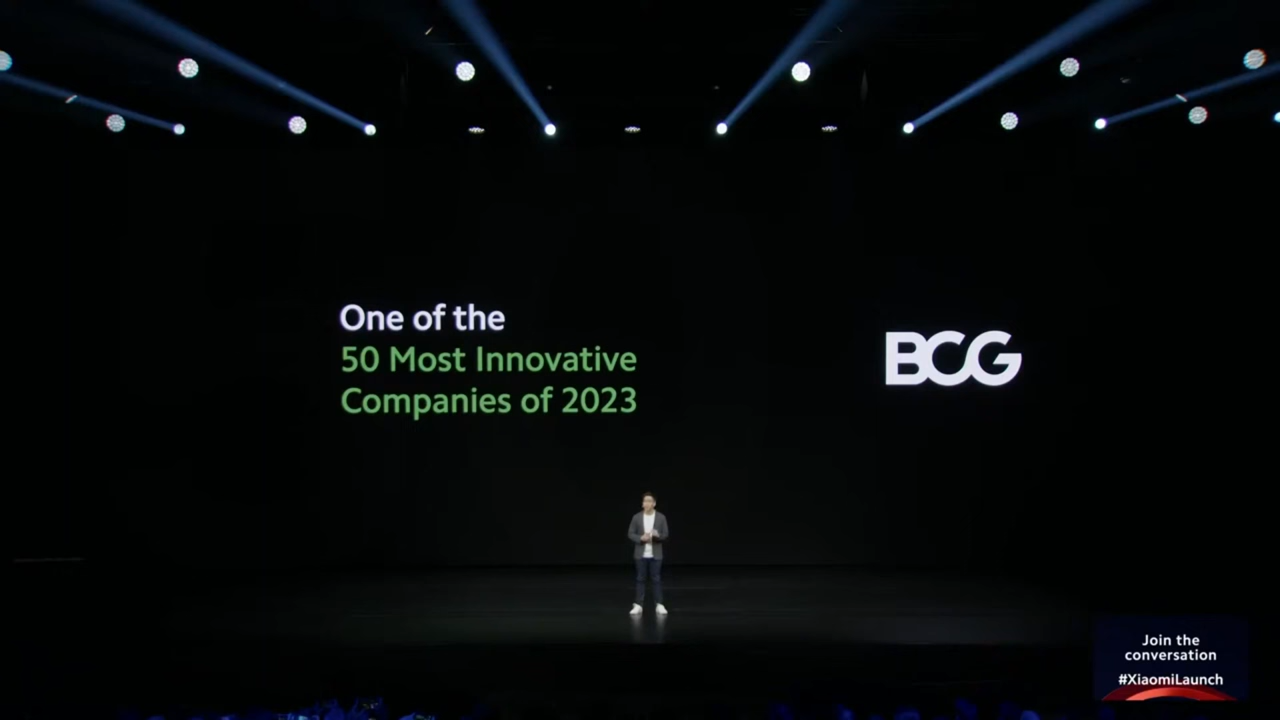 One of the
50 Most Innovative
Companies of 2023
BCG
Join the
conversation
#XiaomiLaunch